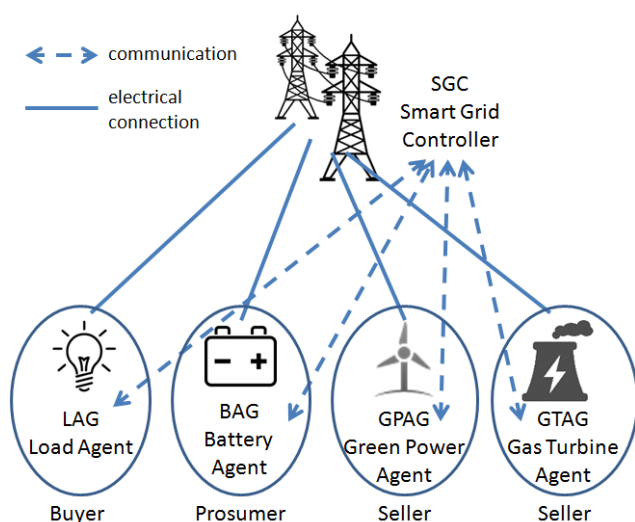 communication
electrical
connection
SGC
Smart Grid
Controller
LAG
Load Agent
BAG
Battery
Agent
GPAG
Green Power
Agent
GTAG
Gas Turbine
Agent
Buyer
Prosumer
Seller
Seller